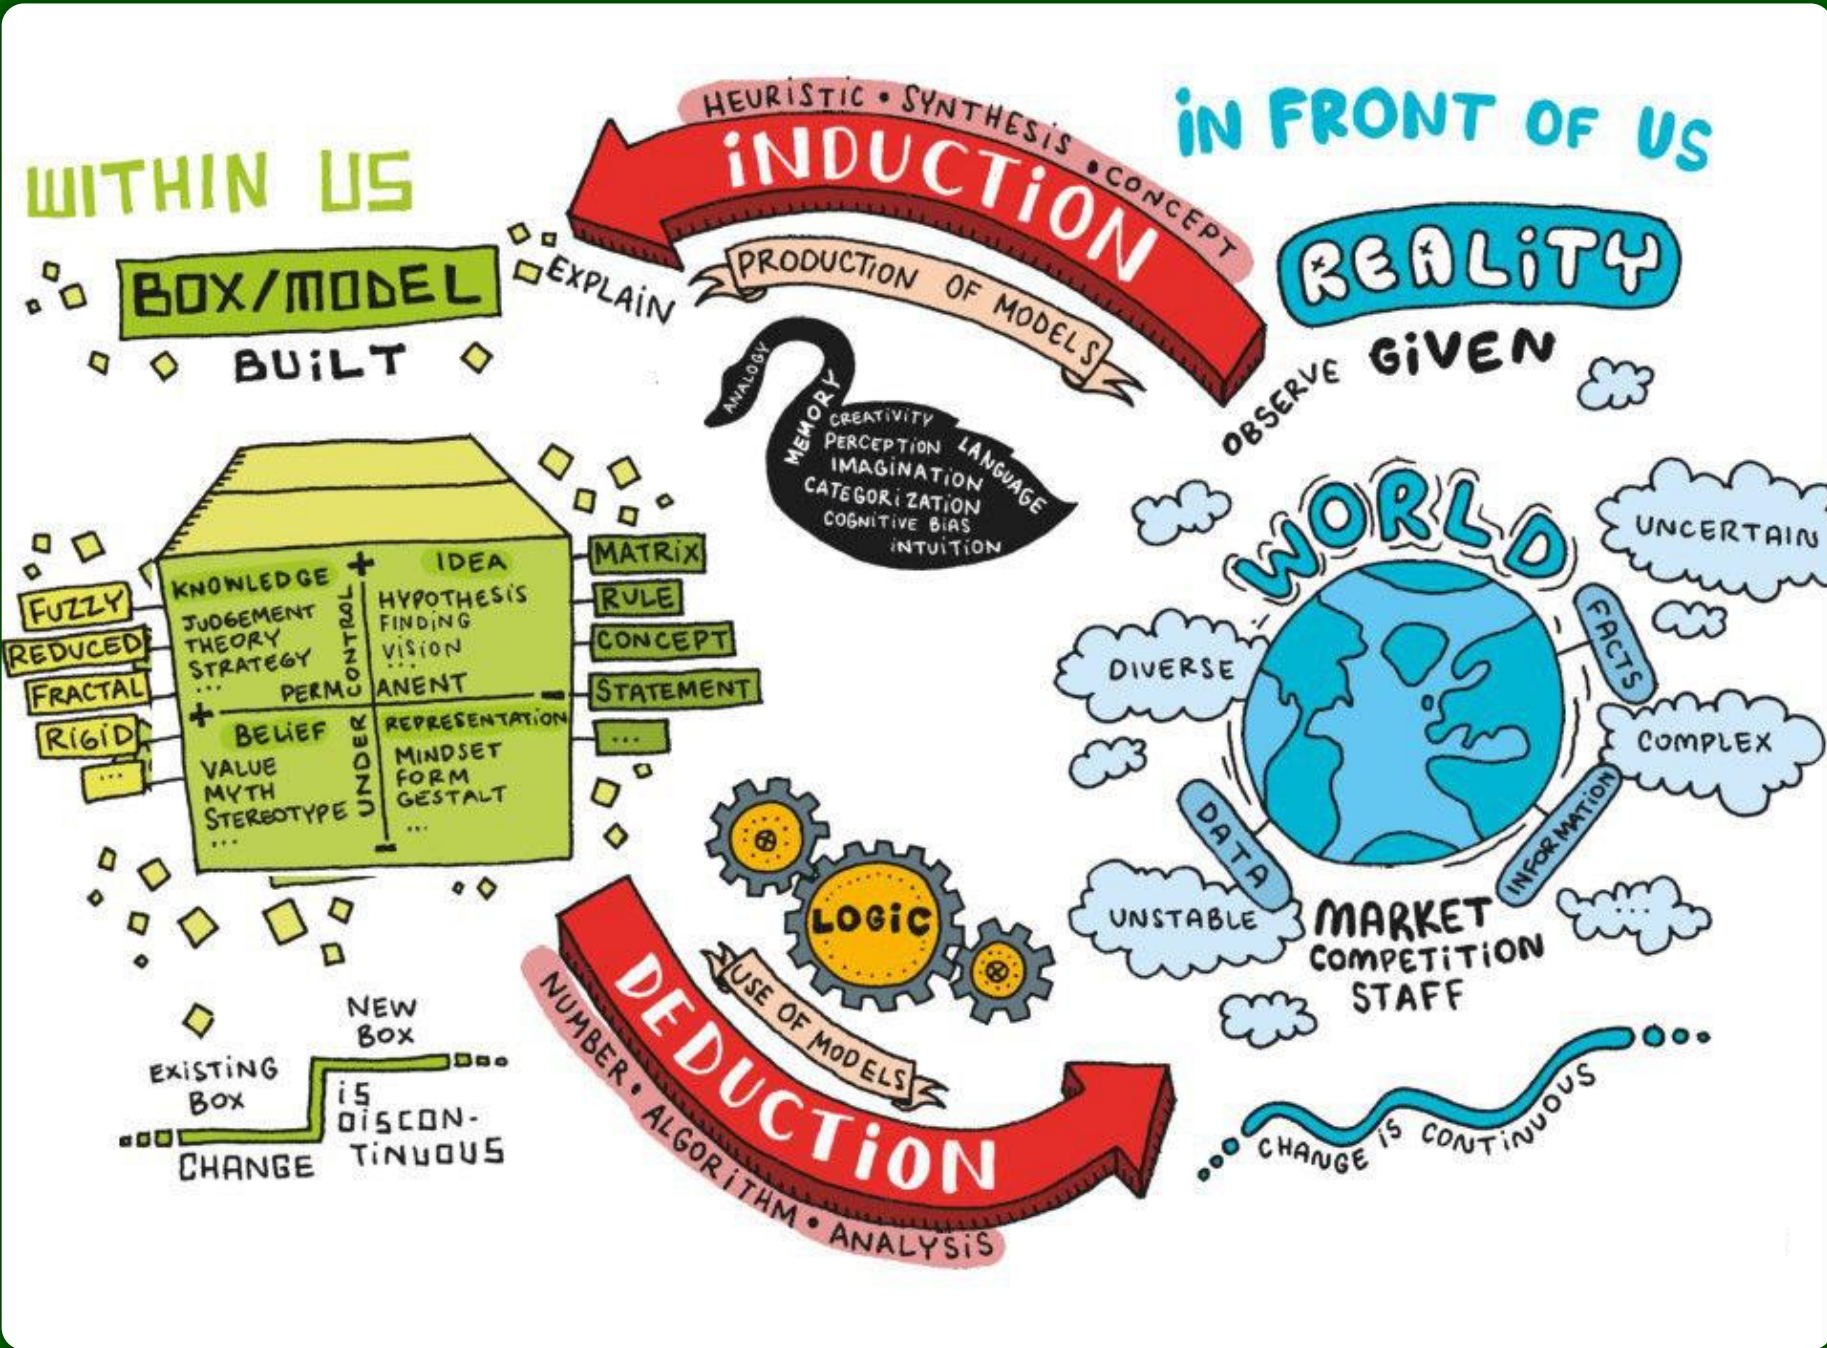 WITHIN US
BOX/MODEL
BUILT
EXPLAIN
HEURISTIC • SYNTHESIS • CONCEPT
INDUCTION
PRODUCTION OF MODELS
IN FRONT OF US
REALITY
GIVEN
OBSERVE
ANALOGY
MEMORY
CREATIVITY
PERCEPTION
LANGUAGE
IMAGINATION
CATEGORIZATION
COGNITIVE BIAS
INTUITION
FUZZY
REDUCED
FRACTAL
RIGID
...
KNOWLEDGE
JUDGEMENT
THEORY
STRATEGY
...
+
IDEA
HYPOTHESIS
FINDING
VISION
...
PERMANENT
UNDER CONTROL
+
-
BELIEF
VALUE
MYTH
STEREOTYPE
...
REPRESENTATION
MINDSET
FORM
GESTALT
...
-
MATRIX
RULE
CONCEPT
STATEMENT
...
WORLD
UNCERTAIN
DIVERSE
FACTS
COMPLEX
DATA
INFORMATION
UNSTABLE
...
MARKET
COMPETITION
STAFF
LOGIC
USE OF MODELS
DEDUCTION
NUMBER • ALGORITHM • ANALYSIS
EXISTING
BOX
NEW
BOX
CHANGE
IS
DISCON-
TINUOUS
CHANGE IS CONTINUOUS